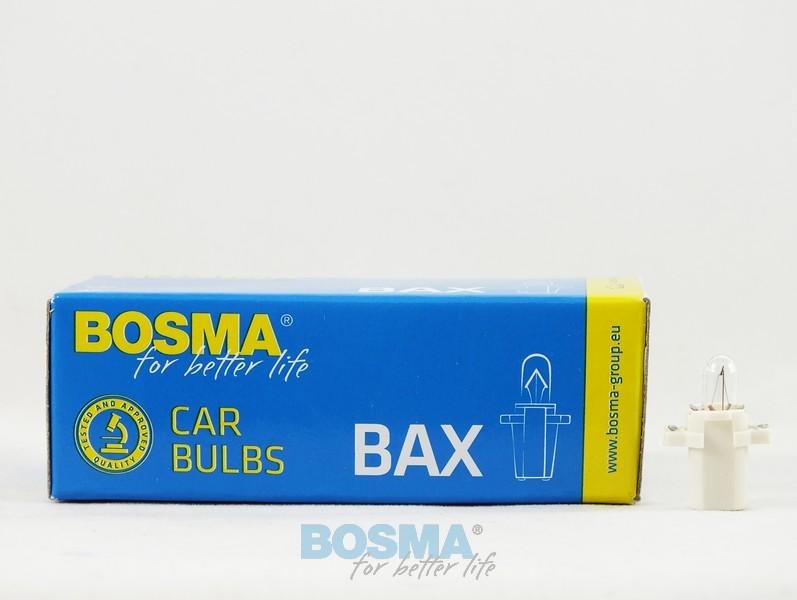 BAX
BOSMA®
for better life
TESTED AND APPROVED
QUALITY
CAR
BULBS
BAX
www.bosma-group.eu
BOSMA®
for better life